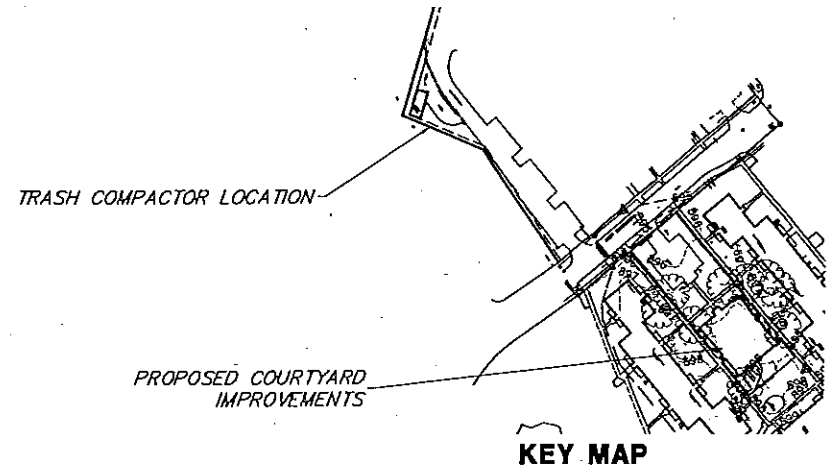 TRASH COMPACTOR LOCATION
PROPOSED COURTYARD
IMPROVEMENTS
KEY MAP